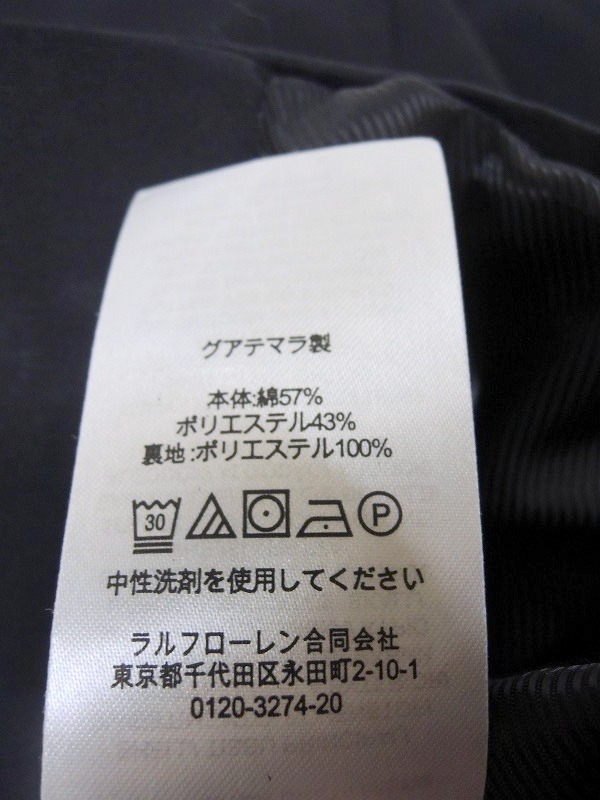 グアテマラ製
本体:綿57%
ポリエステル43%
裏地:ポリエステル100%
30 P
中性洗剤を使用してください
ラルフローレン合同会社
東京都千代田区永田町2-10-1
0120-3274-20